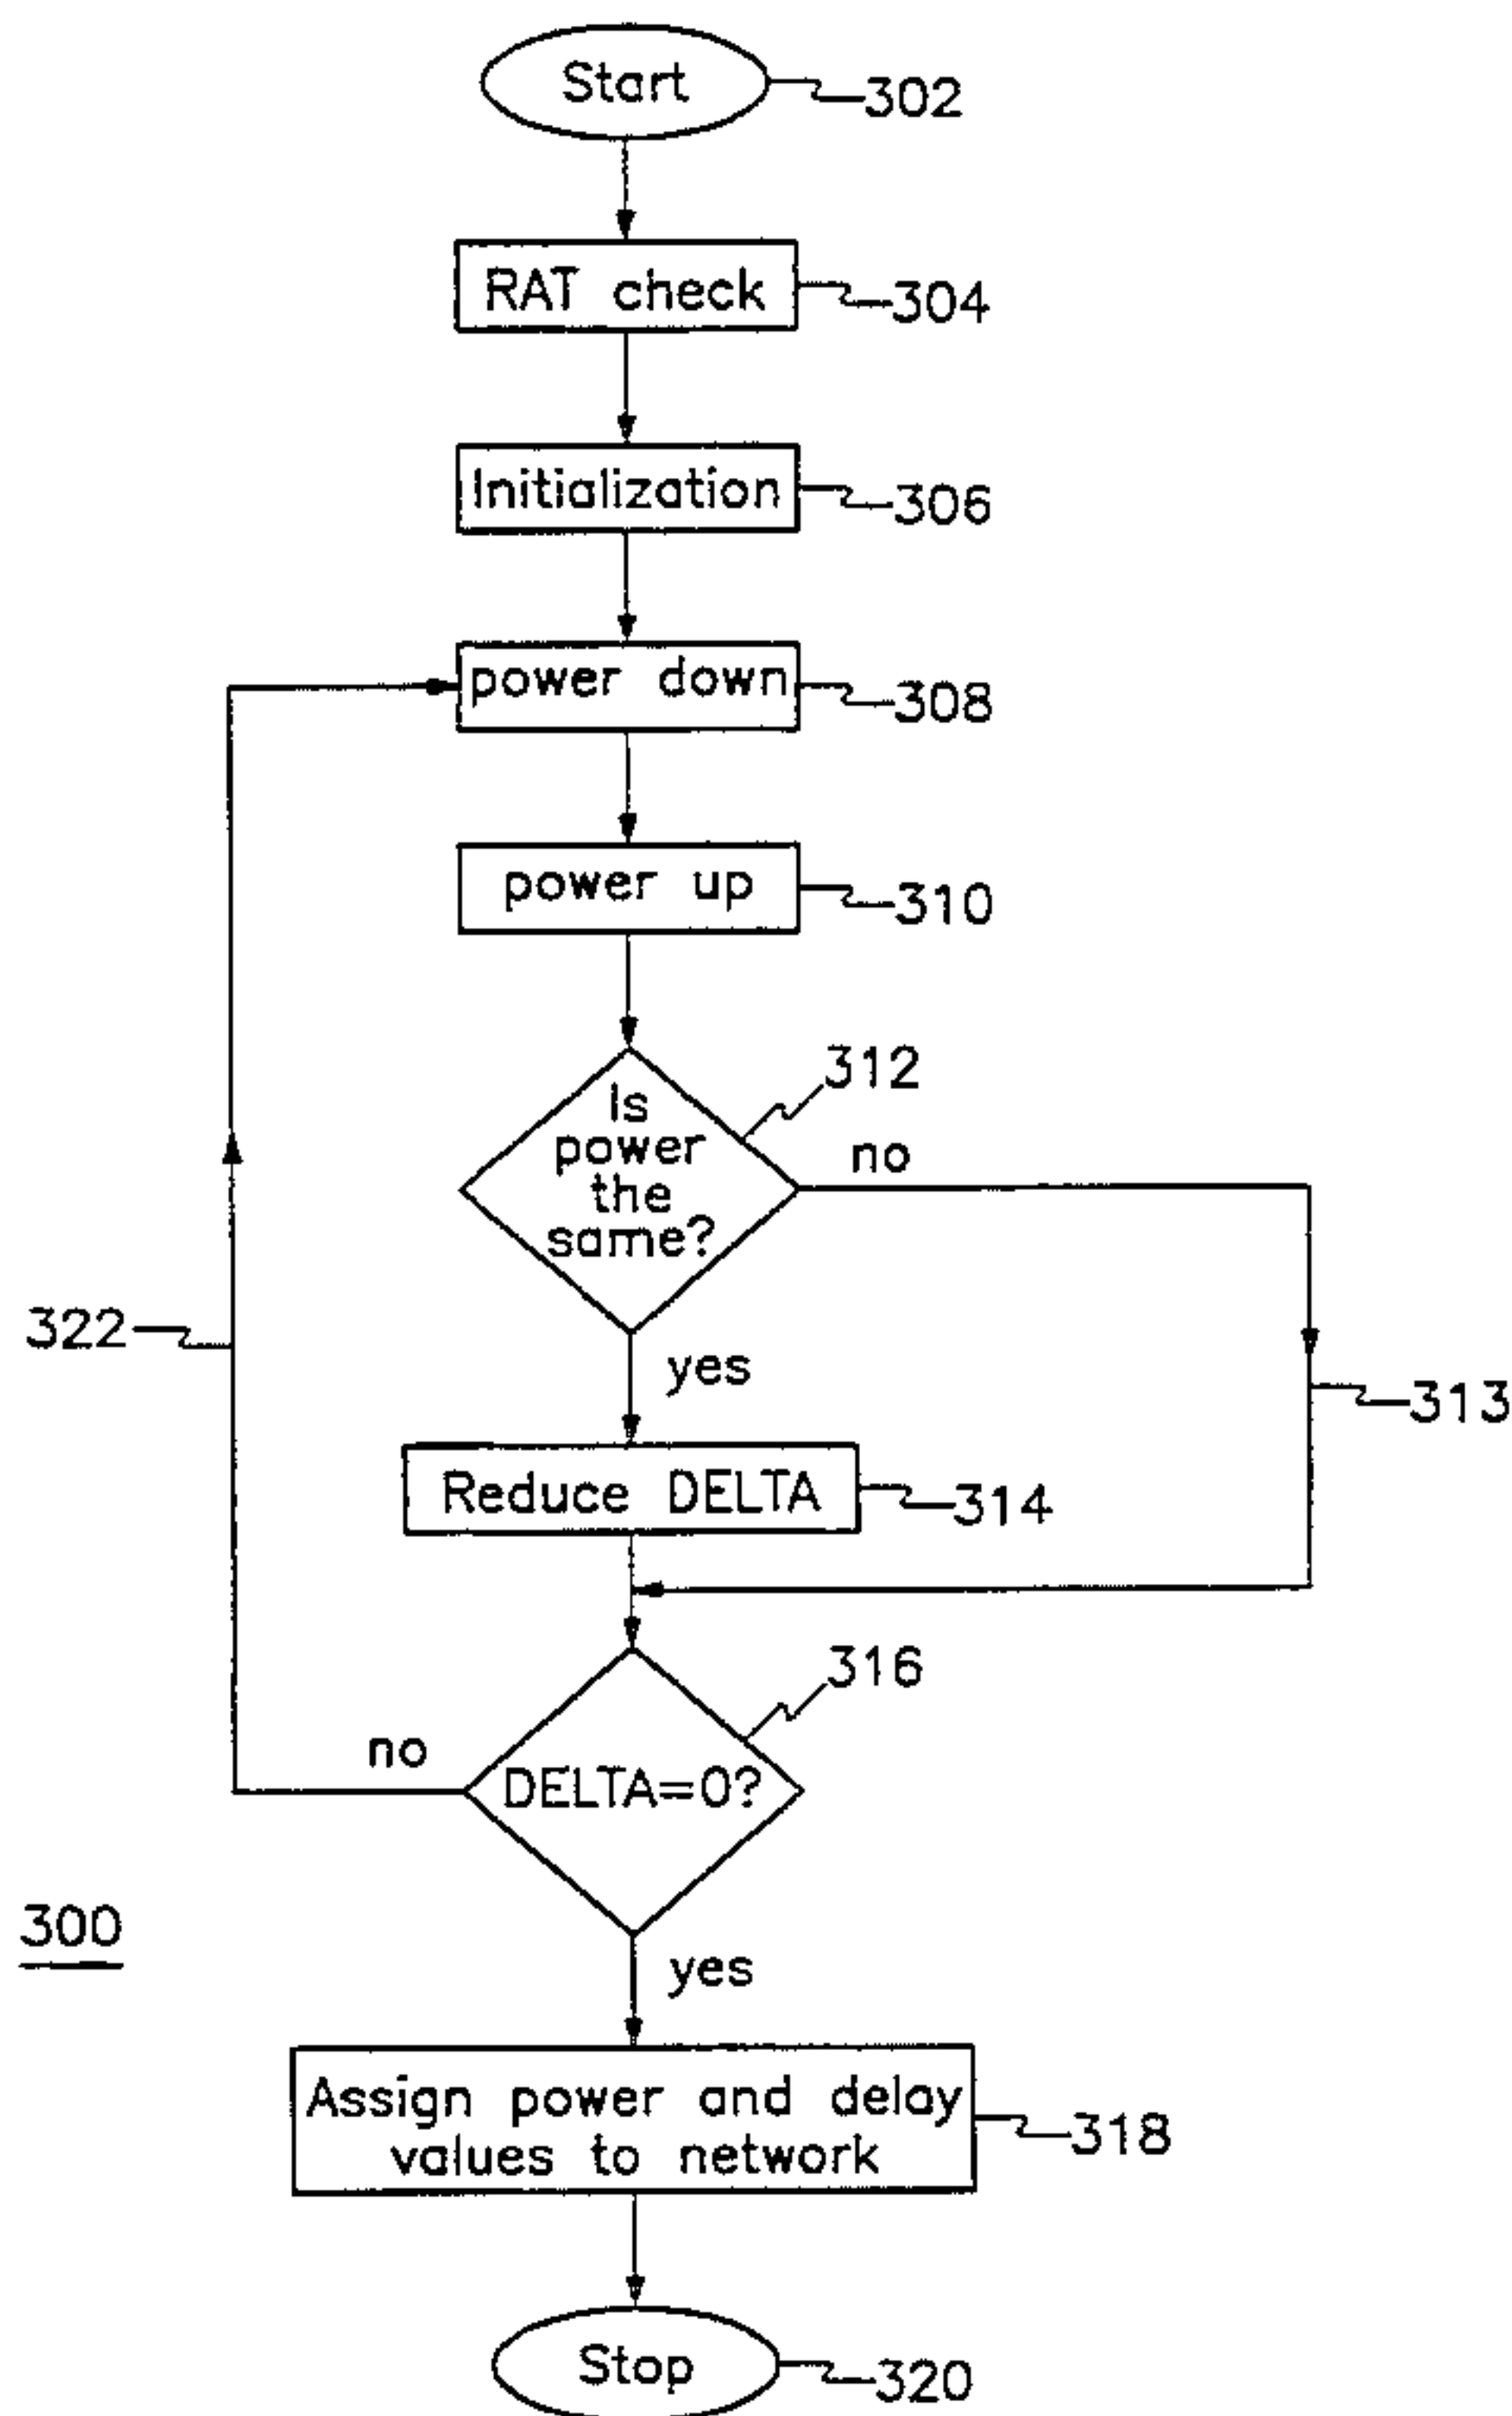 Start
302
RAT check
304
Initialization
306
power down
308
power up
310
312
Is
power
the
same?
no
322
yes
313
Reduce DELTA
314
316
no
DELTA=0?
300
yes
Assign power and delay
values to network
318
Stop
320